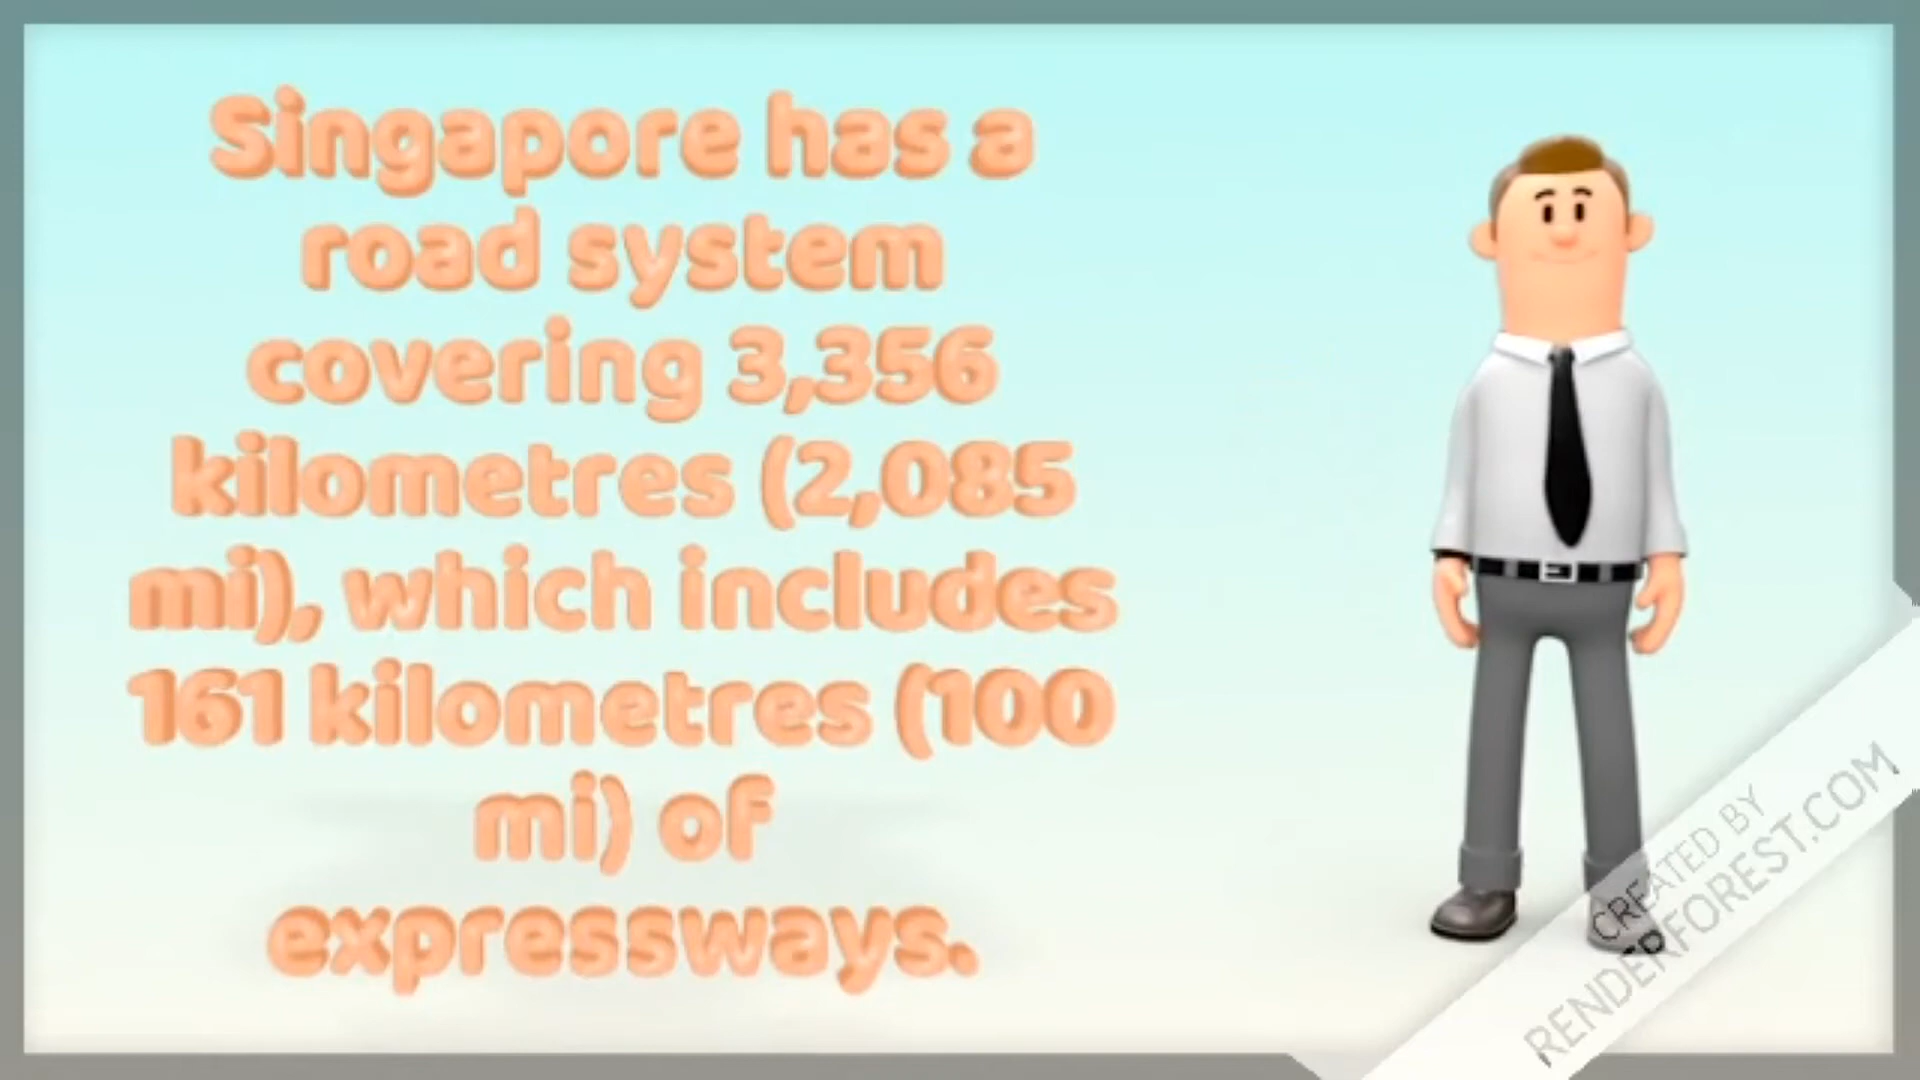 Singapore has a
road system
covering 3,356
kilometres (2,085
mi), which includes
161 kilometres (100
mi) of
expressways.
CREATED BY
RENDERFOREST.COM